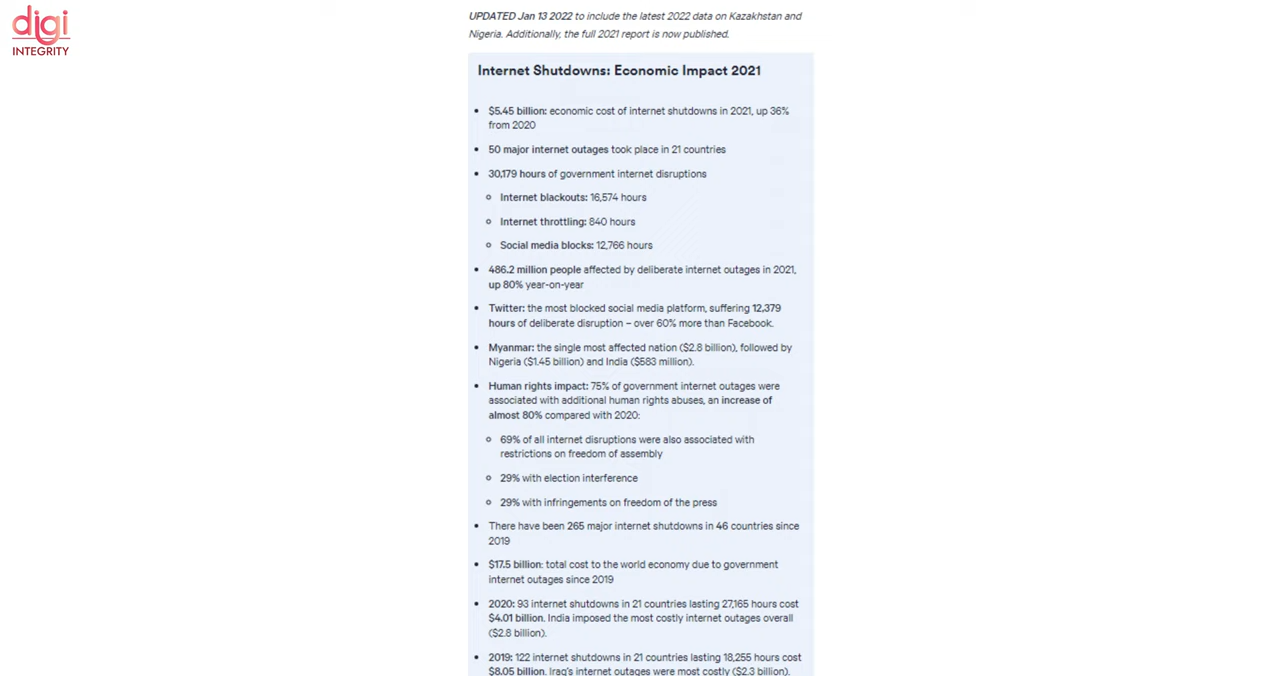 digi
INTEGRITY
UPDATED Jan 13 2022 to include the latest 2022 data on Kazakhstan and
Nigeria. Additionally, the full 2021 report is now published.
Internet Shutdowns: Economic Impact 2021
• $5.45 billion: economic cost of internet shutdowns in 2021, up 36%
from 2020
• 50 major internet outages took place in 21 countries
• 30,179 hours of government internet disruptions
○ Internet blackouts: 16,574 hours
○ Internet throttling: 840 hours
○ Social media blocks: 12,766 hours
• 486.2 million people affected by deliberate internet outages in 2021,
up 80% year-on-year
• Twitter: the most blocked social media platform, suffering 12,379
hours of deliberate disruption – over 60% more than Facebook.
• Myanmar: the single most affected nation ($2.8 billion), followed by
Nigeria ($1.45 billion) and India ($583 million).
• Human rights impact: 75% of government internet outages were
associated with additional human rights abuses, an increase of
almost 80% compared with 2020:
○ 69% of all internet disruptions were also associated with
restrictions on freedom of assembly
○ 29% with election interference
○ 29% with infringements on freedom of the press
• There have been 265 major internet shutdowns in 46 countries since
2019
• $17.5 billion: total cost to the world economy due to government
internet outages since 2019
• 2020: 93 internet shutdowns in 21 countries lasting 27,165 hours cost
$4.01 billion. India imposed the most costly internet outages overall
($2.8 billion).
• 2019: 122 internet shutdowns in 21 countries lasting 18,255 hours cost
$8.05 billion. Iraq's internet outages were most costly ($2.3 billion).